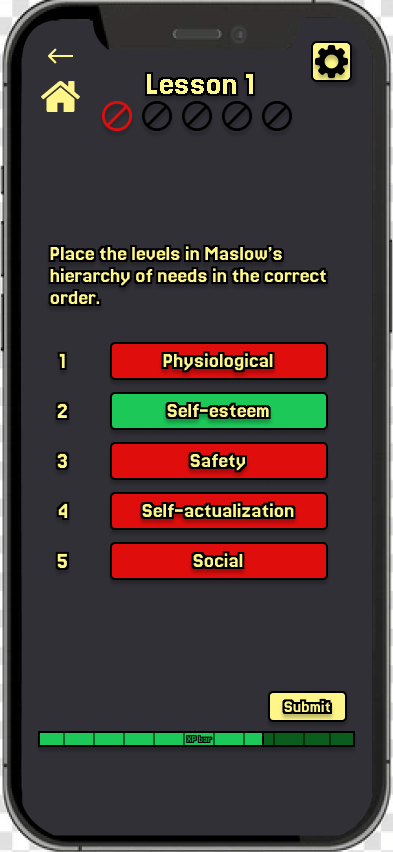 Lesson 1
Place the levels in Maslow's
hierarchy of needs in the correct
order.
1 Physiological
2 Self-esteem
3 Safety
4 Self-actualization
5 Social
Submit
XP bar